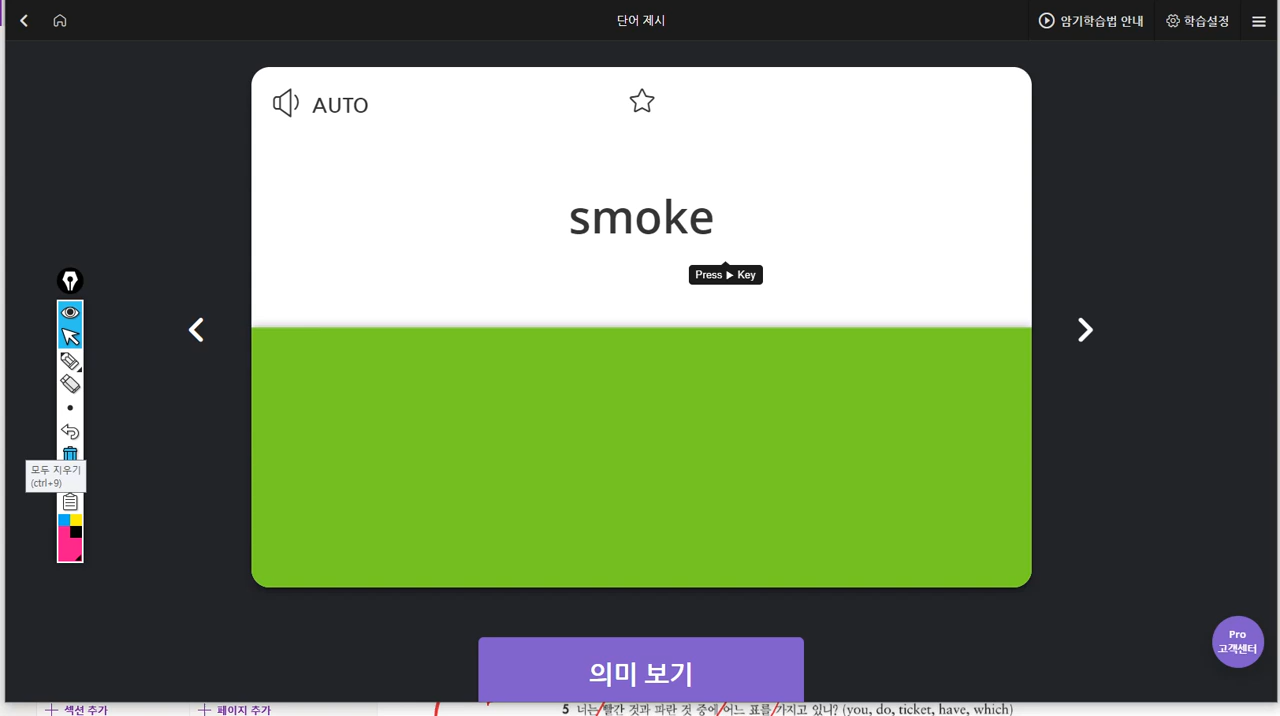 단어 제시
암기학습법 안내
학습설정
AUTO
smoke
Press ▶ Key
모두 지우기
(ctrl+9)
Pro
고객센터
의미 보기
섹션 추가
페이지 추가
5 너는/빨간 것과 파란 것 중에/어느 표를/가지고 있니? (you, do, ticket, have, which)